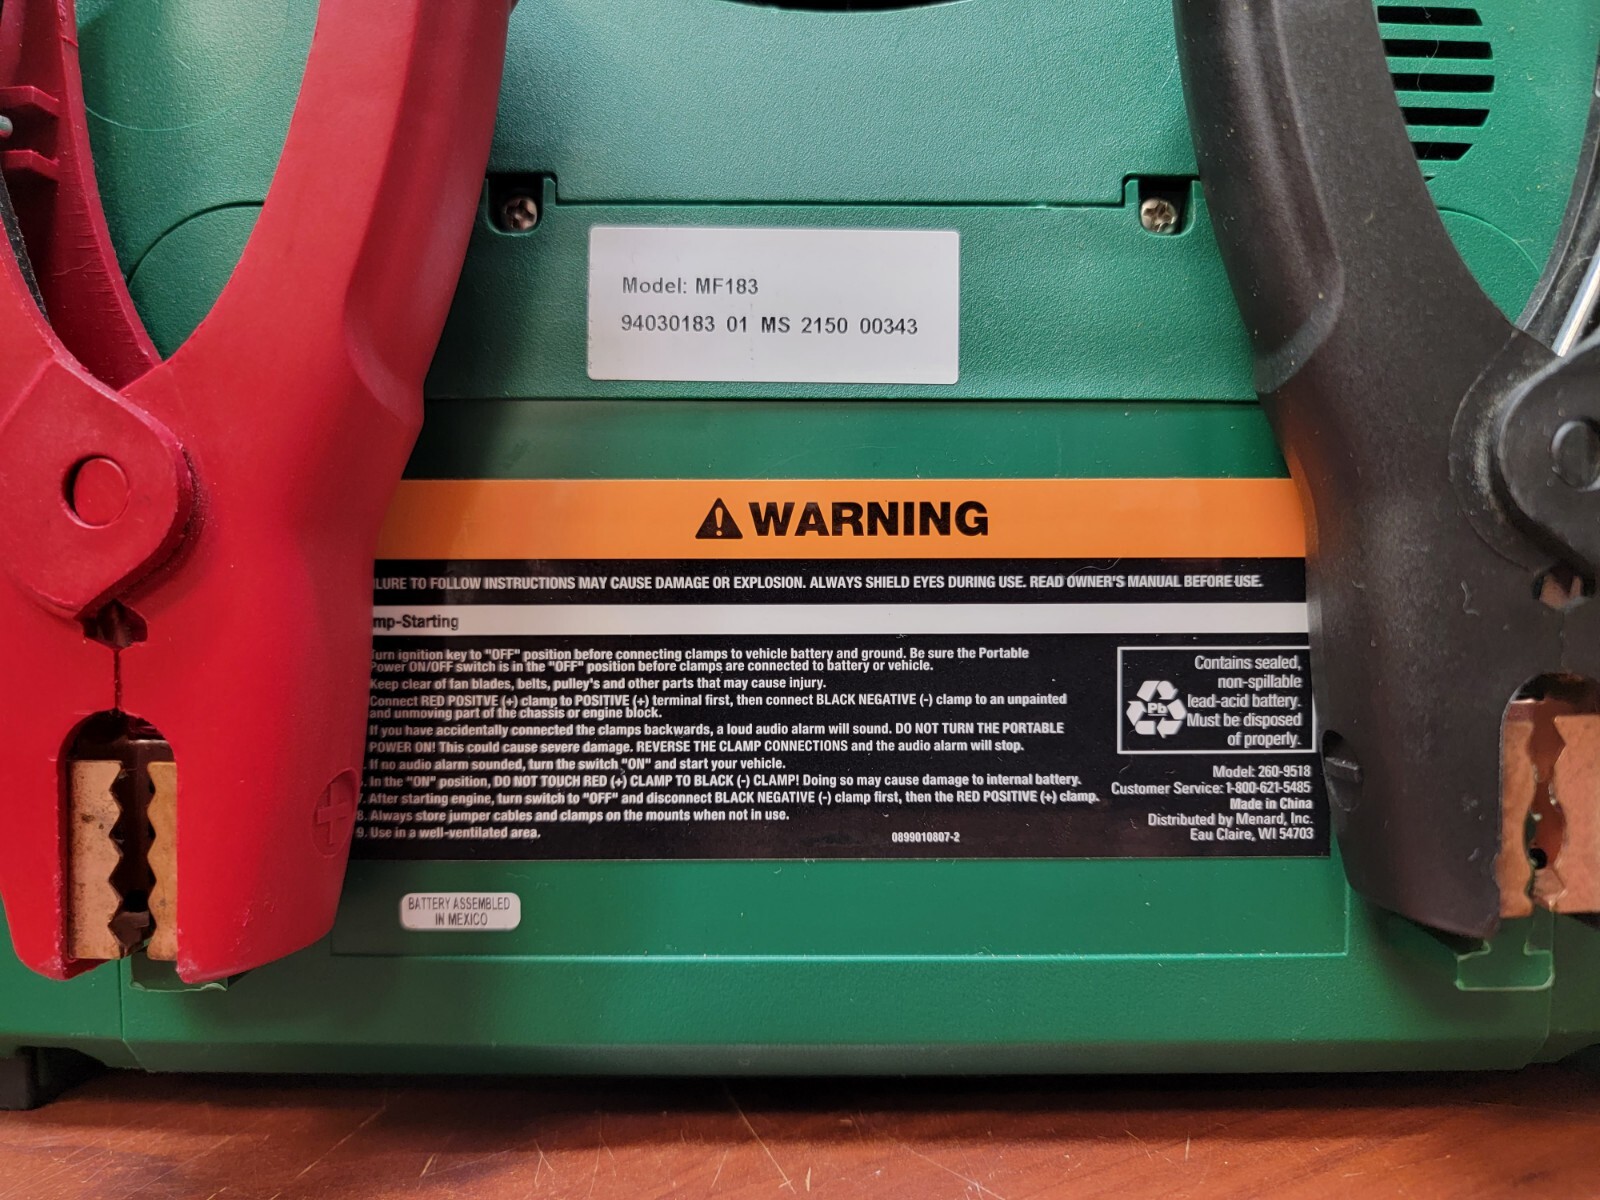 Model: MF183
94030183 01 MS 2150 00343
WARNING
LURE TO FOLLOW INSTRUCTIONS MAY CAUSE DAMAGE OR EXPLOSION. ALWAYS SHIELD EYES DURING USE. READ OWNER'S MANUAL BEFORE USE.
mp-Starting
Turn ignition key to "OFF" position before connecting clamps to vehicle battery and ground. Be sure the Portable
Power ON/OFF switch is in the "OFF" position before clamps are connected to battery or vehicle.
Keep clear of fan blades, belts, pulley's and other parts that may cause injury.
Connect RED POSITVE (+) clamp to POSITIVE (+) terminal first, then connect BLACK NEGATIVE (-) clamp to an unpainted
and unmoving part of the chassis or engine block.
If you have accidentally connected the clamps backwards, a loud audio alarm will sound. DO NOT TURN THE PORTABLE
POWER ON! This could cause severe damage. REVERSE THE CLAMP CONNECTIONS and the audio alarm will stop.
. If no audio alarm sounded, turn the switch "ON" and start your vehicle.
. In the "ON" position, DO NOT TOUCH RED (+) CLAMP TO BLACK (-) CLAMP! Doing so may cause damage to internal battery.
7. After starting engine, turn switch to "OFF" and disconnect BLACK NEGATIVE (-) clamp first, then the RED POSITIVE (+) clamp.
8. Always store jumper cables and clamps on the mounts when not in use.
9. Use in a well-ventilated area.
0899010807-2
Contains sealed,
non-spillable
lead-acid battery.
Must be disposed
of properly.
Pb
Model: 260-9518
Customer Service: 1-800-621-5485
Made in China
Distributed by Menard, Inc.
Eau Claire, WI 54703
BATTERY ASSEMBLED
IN MEXICO